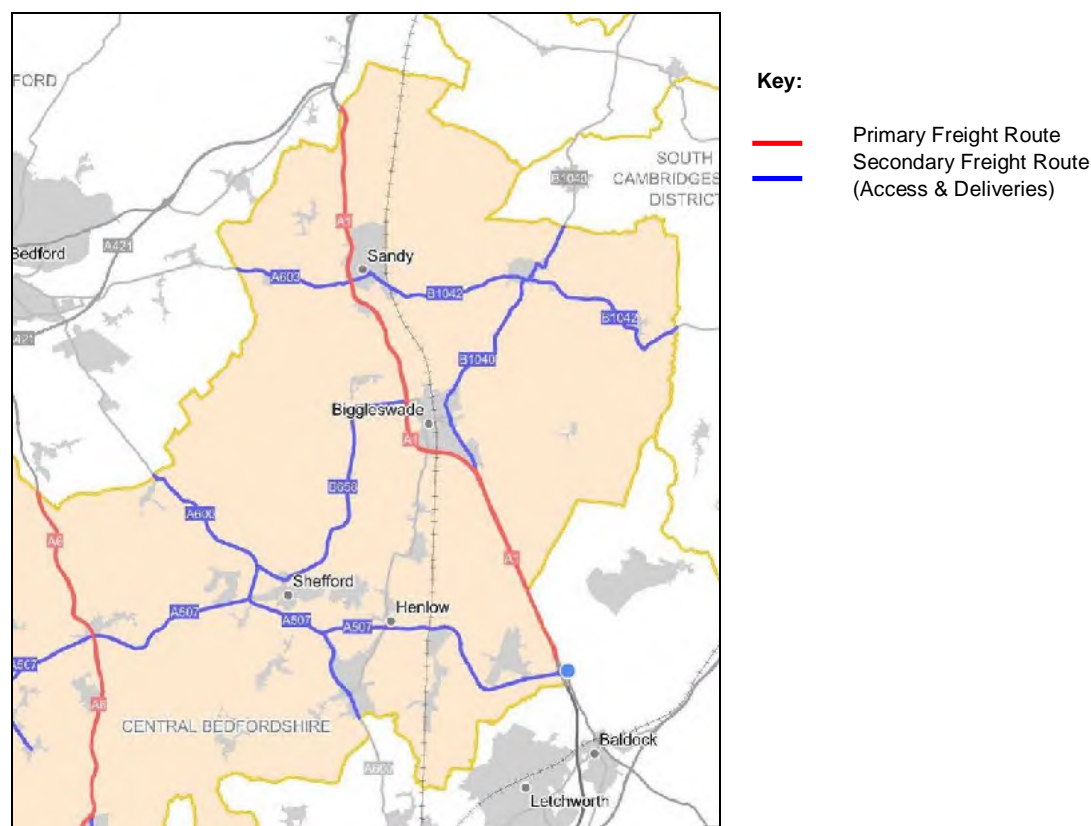 FORD
SOUTH
CAMBRIDGES
DISTRICT
B1040
A1
A421
Bedford
Sandy
A603
B1042
B1042
421
B1040
Biggleswade
A1
A600
A1
Shefford
Henlow
A6
A507
A507
A507
A507
A6
CENTRAL BEDFORDSHIRE
Baldock
A600
Letchworth
Key:
Primary Freight Route
Secondary Freight Route
(Access & Deliveries)